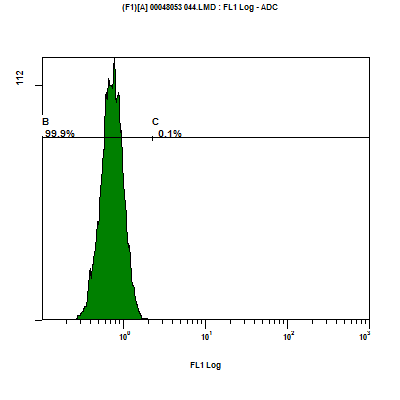 (F1)[A] 00048053 044.LMD : FL1 Log - ADC
112
B C
99.9% 0.1%
10⁰ 10¹ 10² 10³
FL1 Log